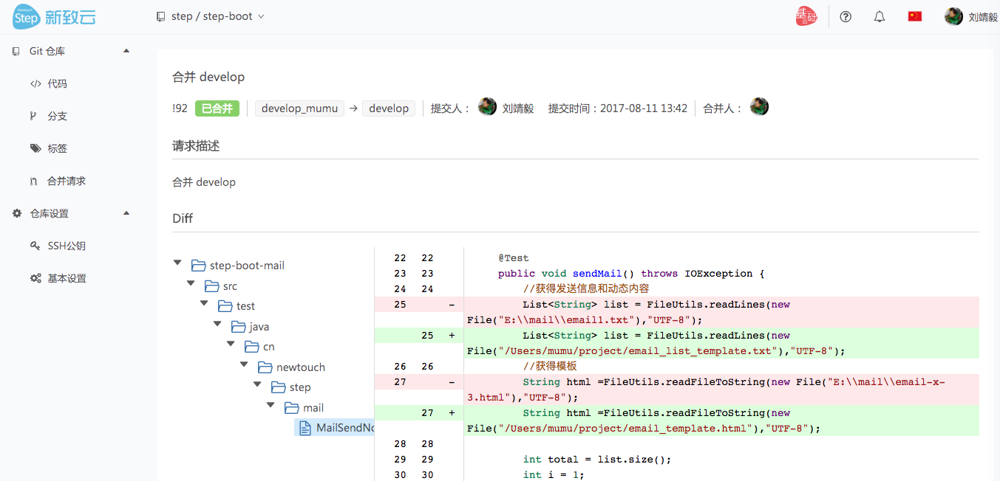 Newtouch
Step 新致云
step / step-boot
基础云
刘靖毅
Git 仓库
代码
分支
标签
合并请求
仓库设置
SSH公钥
基本设置
合并 develop
!92 已合并 develop_mumu → develop 提交人： 刘靖毅 提交时间：2017-08-11 13:42 合并人：
请求描述
合并 develop
Diff
step-boot-mail
src
test
java
cn
newtouch
step
mail
MailSendNo
22 22 @Test
23 23 public void sendMail() throws IOException {
24 24 //获得发送信息和动态内容
25 - List<String> list = FileUtils.readLines(new
File("E:\\mail\\email1.txt"),"UTF-8");
25 + List<String> list = FileUtils.readLines(new
File("/Users/mumu/project/email_list_template.txt"),"UTF-8");
26 26 //获得模板
27 - String html =FileUtils.readFileToString(new File("E:\\mail\\email-x-
3.html"),"UTF-8");
27 + String html =FileUtils.readFileToString(new
File("/Users/mumu/project/email_template.html"),"UTF-8");
28 28
29 29 int total = list.size();
30 30 int i = 1;